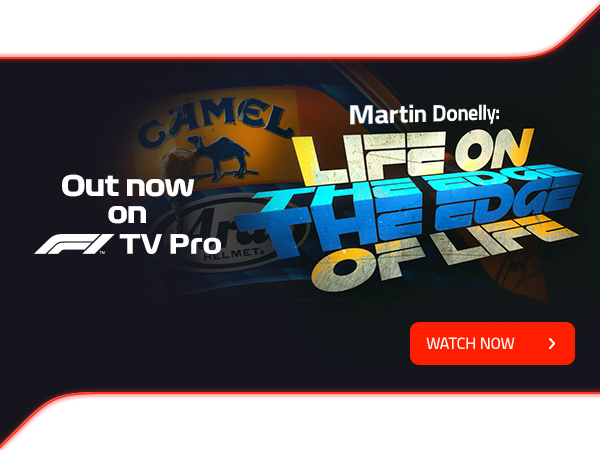 CAMEL
Martin Donelly:
LIFE ON
THE EDGE
THE EDGE
OF LIFE
Out now
on
F1 TV Pro
HELMET
WATCH NOW